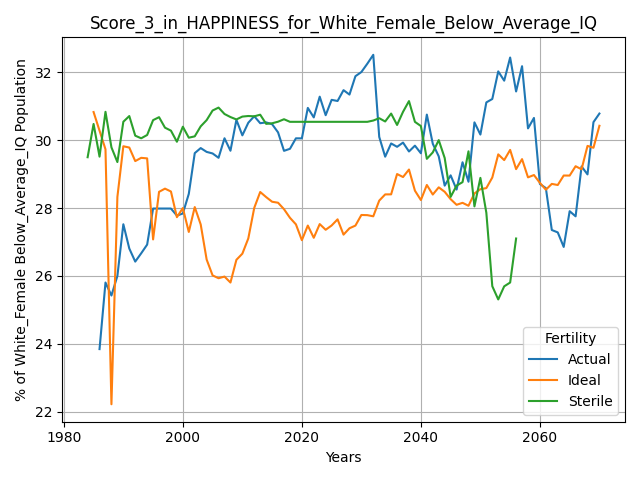 Score_3_in_HAPPINESS_for_White_Female_Below_Average_IQ
% of White_Female Below_Average_IQ Population
32
30
28
26
24
22
1980
2000
2020
2040
2060
Years
Fertility
Actual
Ideal
Sterile